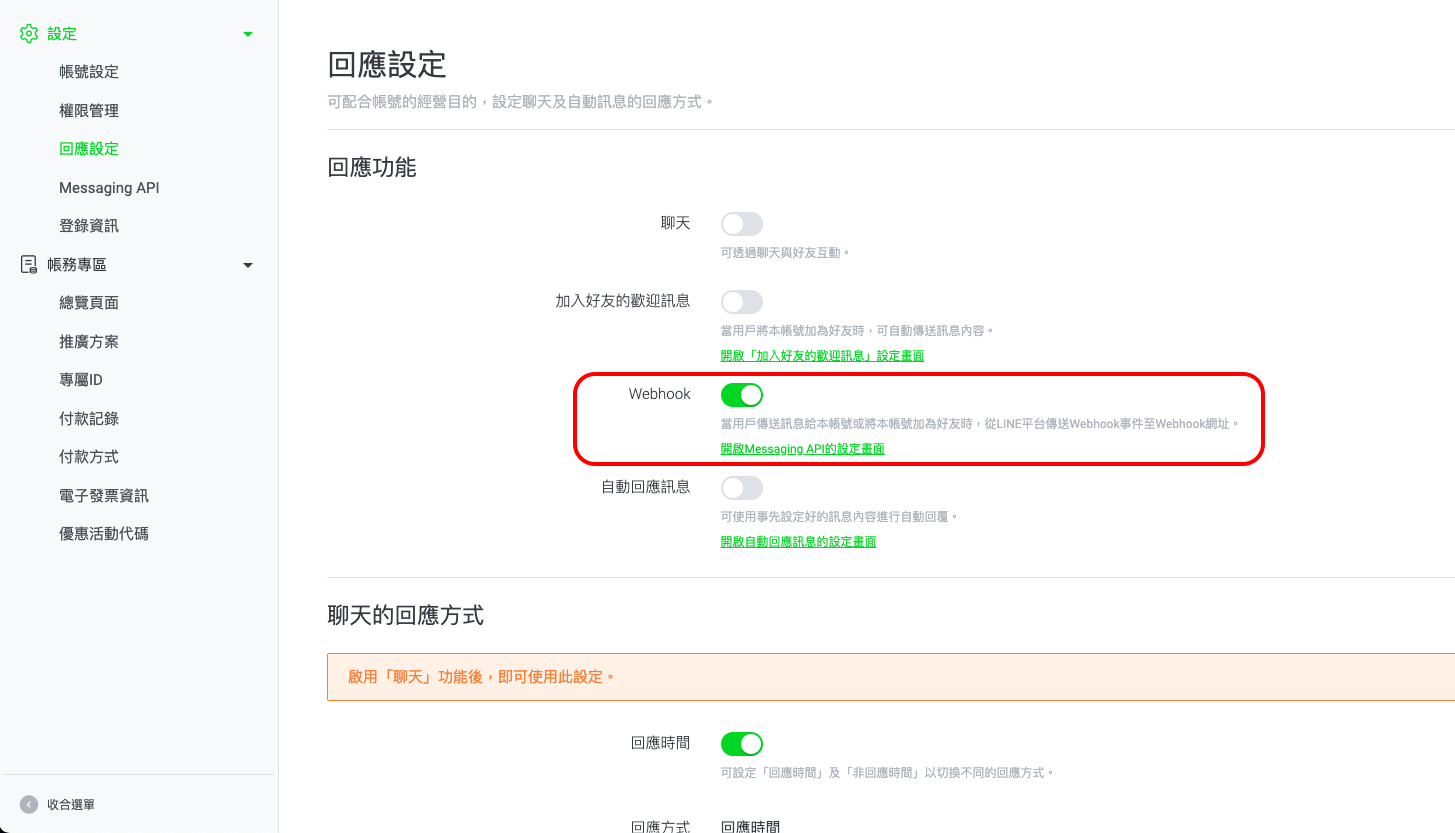 設定
帳號設定
權限管理
回應設定
Messaging API
登錄資訊
帳務專區
總覽頁面
推廣方案
專屬ID
付款記錄
付款方式
電子發票資訊
優惠活動代碼
收合選單
回應設定
可配合帳號的經營目的，設定聊天及自動訊息的回應方式。
回應功能
聊天
可透過聊天與好友互動。
加入好友的歡迎訊息
當用戶將本帳號加為好友時，可自動傳送訊息內容。
開啟「加入好友的歡迎訊息」設定畫面
Webhook
當用戶傳送訊息給本帳號或將本帳號加為好友時，從LINE平台傳送Webhook事件至Webhook網址。
開啟Messaging API的設定畫面
自動回應訊息
可使用事先設定好的訊息內容進行自動回覆。
開啟自動回應訊息的設定畫面
聊天的回應方式
啟用「聊天」功能後，即可使用此設定。
回應時間
可設定「回應時間」及「非回應時間」以切換不同的回應方式。
回應方式 回應時間